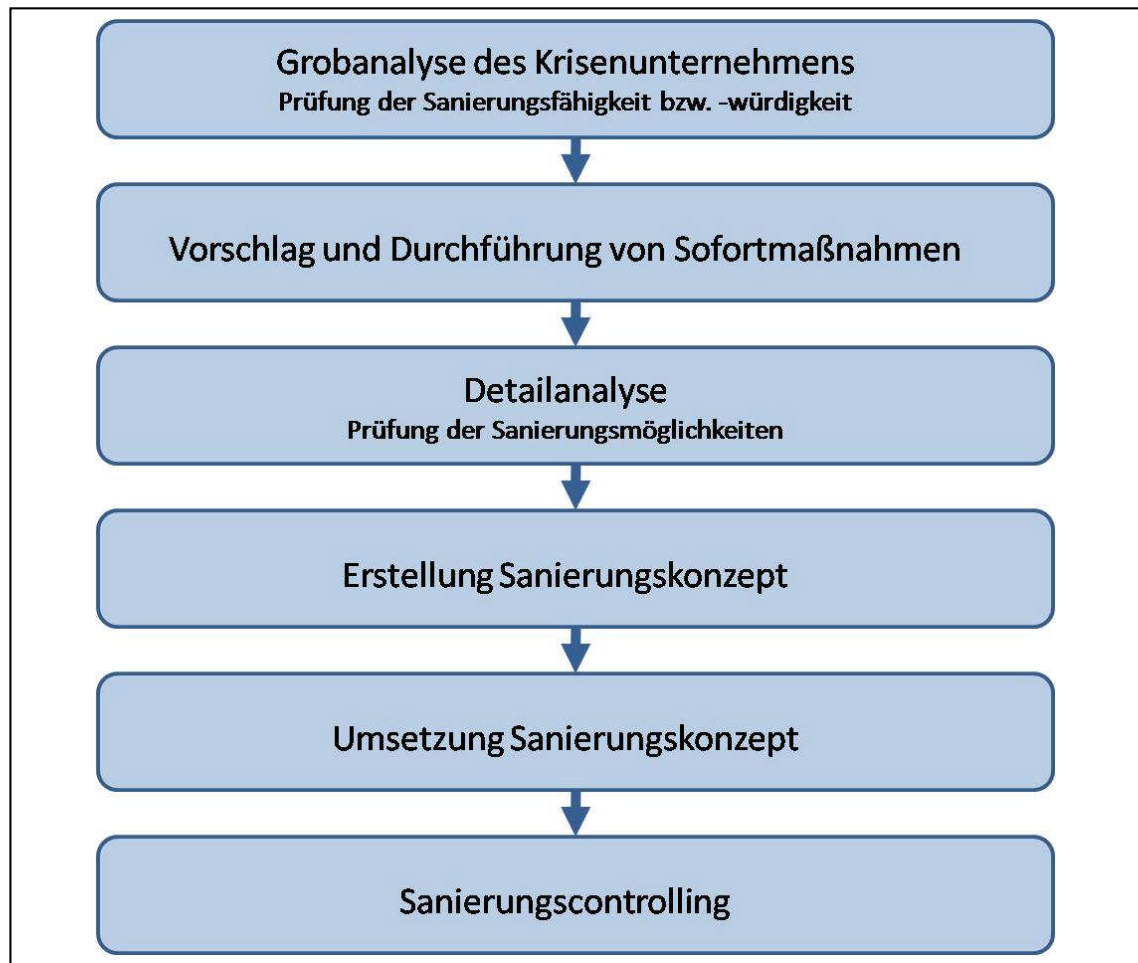 Grobanalyse des Krisenunternehmens
Prüfung der Sanierungsfähigkeit bzw. -würdigkeit
Vorschlag und Durchführung von Sofortmaßnahmen
Detailanalyse
Prüfung der Sanierungsmöglichkeiten
Erstellung Sanierungskonzept
Umsetzung Sanierungskonzept
Sanierungscontrolling